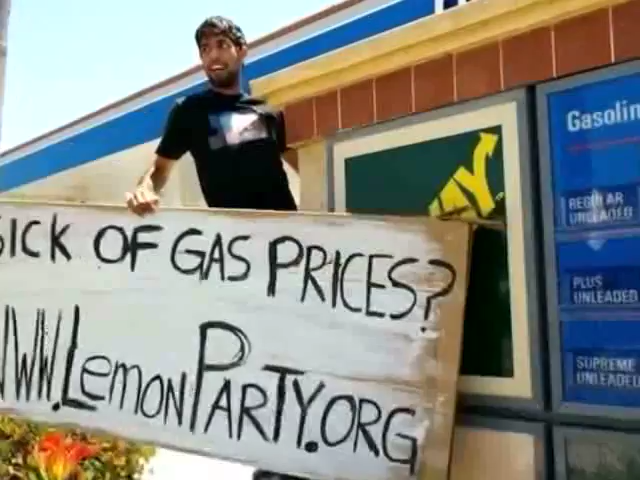 SICK OF GAS PRICES?
WWW.LemonPARTY.ORG
Gasolin
REGULAR
UNLEADED
PLUS
UNLEADED
SUPREME
UNLEADED